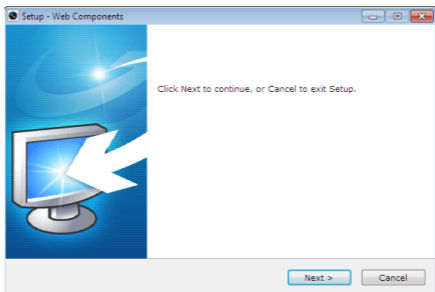 Setup - Web Components
Click Next to continue, or Cancel to exit Setup.
Next >
Cancel